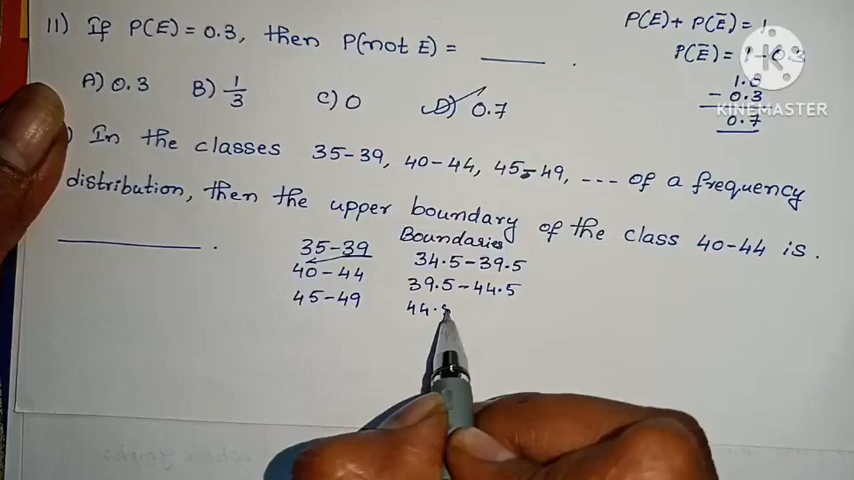 11) If P(E) = 0.3, then P(not E) = ______ .
P(E) + P(E̅) = 1
P(E̅) = 1 - 0.3
1.0
- 0.3
0.7
A) 0.3 B) 1/3 C) 0 D) 0.7
) In the classes 35-39, 40-44, 45-49, --- of a frequency
distribution, then the upper boundary of the class 40-44 is
______ .
35-39
40-44
45-49
Boundaries
34.5-39.5
39.5-44.5
44.5
KINEMASTER